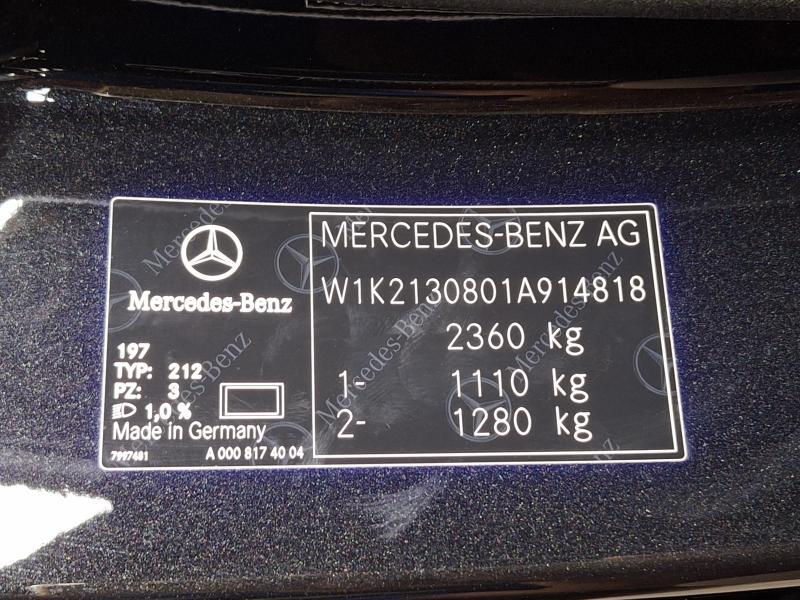 Mercedes-Benz
197
TYP: 212
PZ: 3
1,0 %
Made in Germany
7997481
A 000 817 40 04
MERCEDES-BENZ AG
W1K2130801A914818
2360 kg
1- 1110 kg
2- 1280 kg